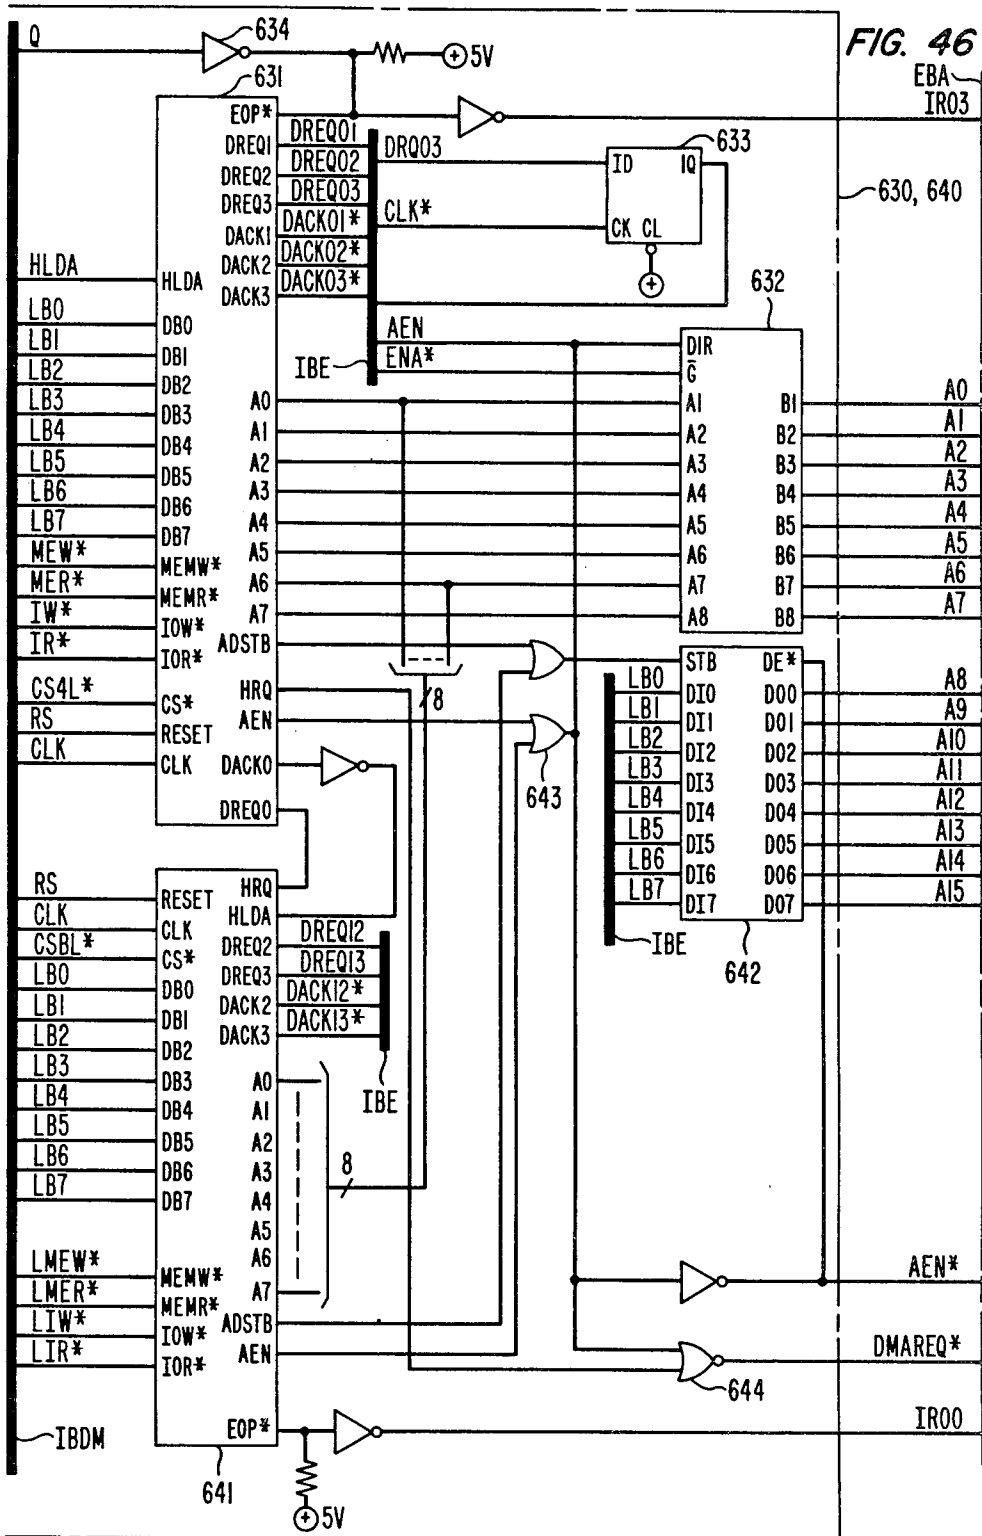 FIG. 46
Q
634
5V
631
EBA
IR03
EOP*
DREQ1
DREQ2
DREQ3
DACK1
DACK2
DACK3
DREQ01
DREQ02
DREQ03
DACK01*
DACK02*
DACK03*
DRQ03
CLK*
633
ID
IQ
CK CL
630, 640
HLDA
LB0
LB1
LB2
LB3
LB4
LB5
LB6
LB7
MEW*
MER*
IW*
IR*
CS4L*
RS
CLK
HLDA
DB0
DB1
DB2
DB3
DB4
DB5
DB6
DB7
MEMW*
MEMR*
IOW*
IOR*
CS*
RESET
CLK
A0
A1
A2
A3
A4
A5
A6
A7
ADSTB
HRQ
AEN
DACK0
DREQ0
IBE
AEN
ENA*
632
DIR
G
A1
A2
A3
A4
A5
A6
A7
A8
B1
B2
B3
B4
B5
B6
B7
B8
A0
A1
A2
A3
A4
A5
A6
A7
8
643
LB0
LB1
LB2
LB3
LB4
LB5
LB6
LB7
IBE
STB
DI0
DI1
DI2
DI3
DI4
DI5
DI6
DI7
DE*
D00
D01
D02
D03
D04
D05
D06
D07
642
A8
A9
A10
A11
A12
A13
A14
A15
RS
CLK
CSBL*
LB0
LB1
LB2
LB3
LB4
LB5
LB6
LB7
LMEW*
LMER*
LIW*
LIR*
RESET
CLK
CS*
DB0
DB1
DB2
DB3
DB4
DB5
DB6
DB7
MEMW*
MEMR*
IOW*
IOR*
HRQ
HLDA
DREQ2
DREQ3
DACK2
DACK3
DREQ12
DREQ13
DACK12*
DACK13*
IBE
A0
A1
A2
A3
A4
A5
A6
A7
8
ADSTB
AEN
EOP*
AEN*
DMAREQ*
644
IR00
IBDM
641
5V